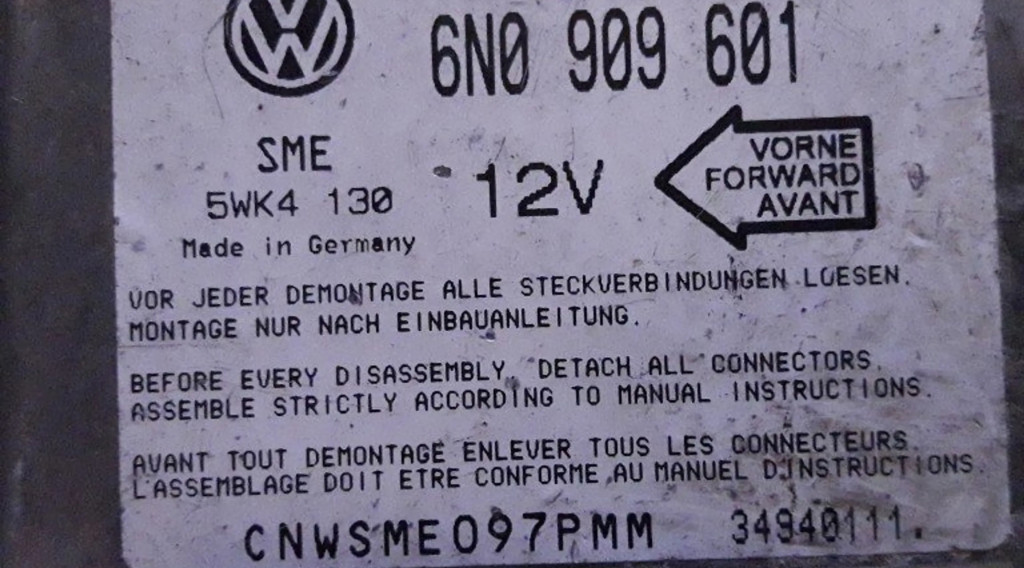 6N0 909 601
SME
5WK4 130
12V
VORNE
FORWARD
AVANT
Made in Germany
VOR JEDER DEMONTAGE ALLE STECKVERBINDUNGEN LOESEN.
MONTAGE NUR NACH EINBAUANLEITUNG.
BEFORE EVERY DISASSEMBLY, DETACH ALL CONNECTORS.
ASSEMBLE STRICTLY ACCORDING TO MANUAL INSTRUCTIONS.
AVANT TOUT DEMONTAGE ENLEVER TOUS LES CONNECTEURS.
L'ASSEMBLAGE DOIT ETRE CONFORME AU MANUEL D'INSTRUCTIONS.
CNWSME097PMM 34940111.